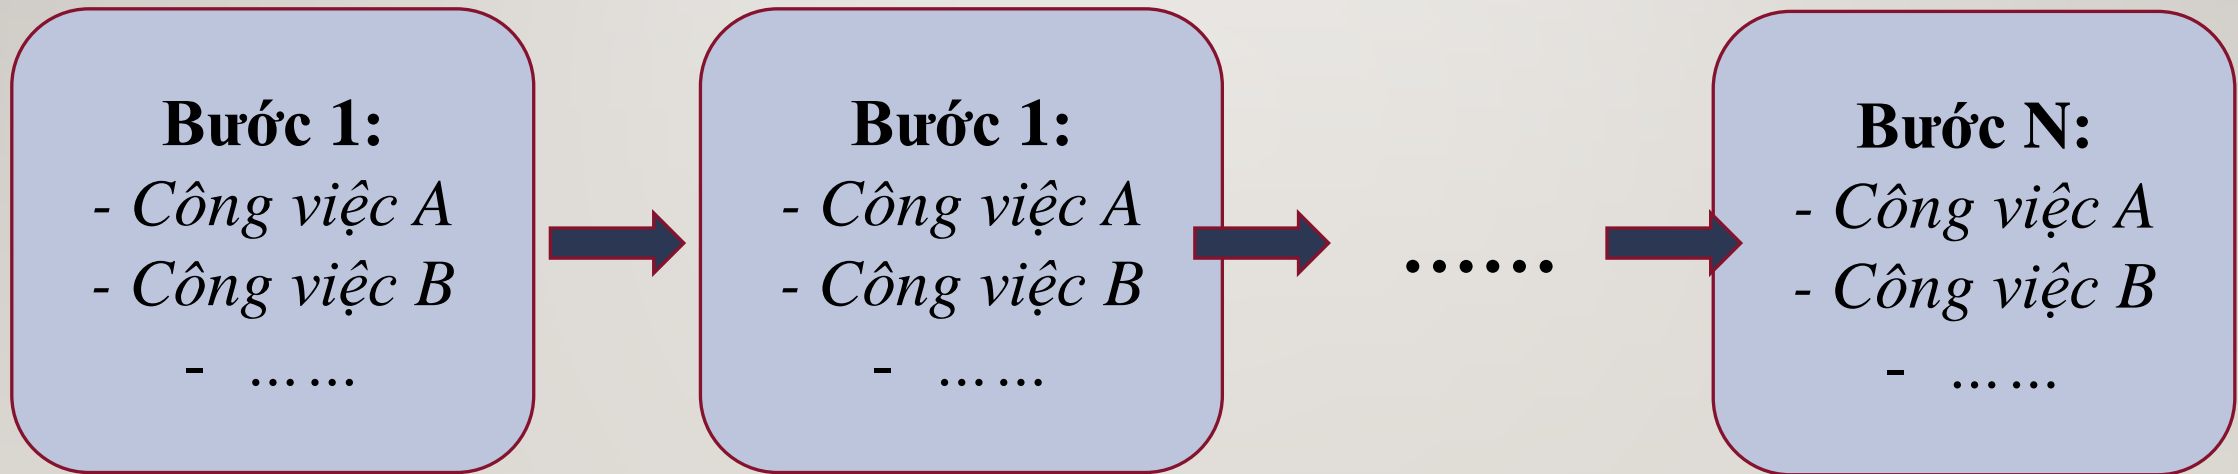 Bước 1:
- Công việc A
- Công việc B
- ……
Bước 1:
- Công việc A
- Công việc B
- ……
……
Bước N:
- Công việc A
- Công việc B
- ……